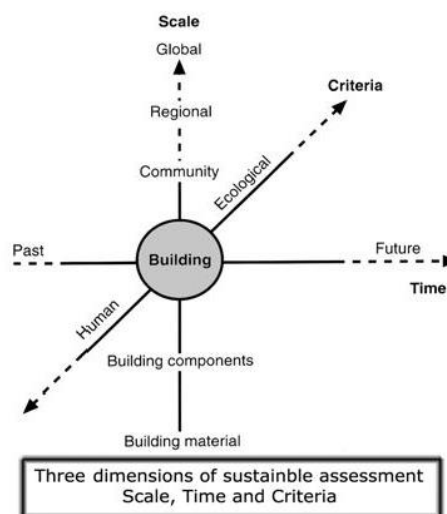 Scale
Global
Criteria
Regional
Community
Ecological
Past
Building
Future
Time
Human
Building components
Building material
Three dimensions of sustainble assessment
Scale, Time and Criteria